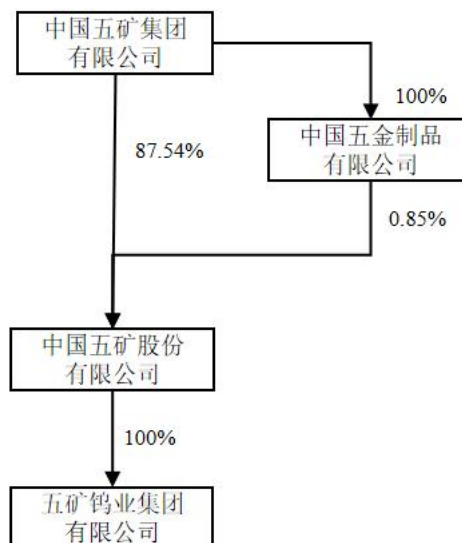 中国五矿集团
有限公司
100%
87.54%
中国五金制品
有限公司
0.85%
中国五矿股份
有限公司
100%
五矿钨业集团
有限公司